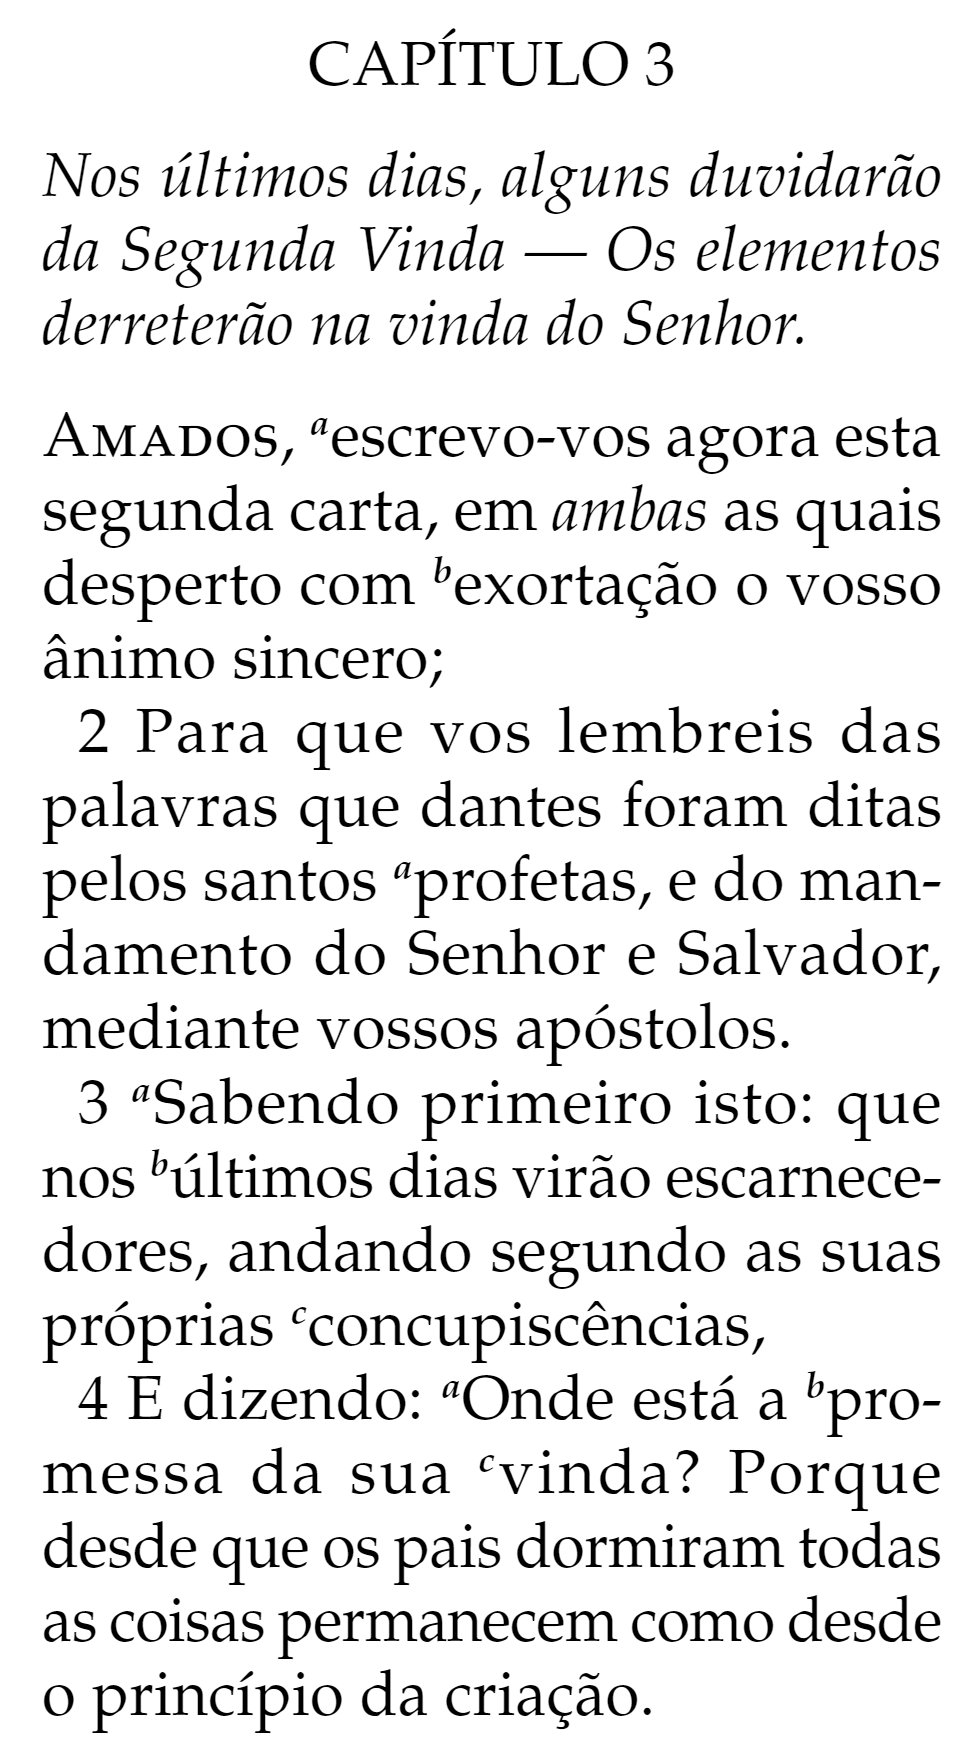 CAPÍTULO 3
Nos últimos dias, alguns duvidarão
da Segunda Vinda — Os elementos
derreterão na vinda do Senhor.
Amados, aescrevo-vos agora esta
segunda carta, em ambas as quais
desperto com bexortação o vosso
ânimo sincero;
2 Para que vos lembreis das
palavras que dantes foram ditas
pelos santos aprofetas, e do man-
damento do Senhor e Salvador,
mediante vossos apóstolos.
3 aSabendo primeiro isto: que
nos búltimos dias virão escarnece-
dores, andando segundo as suas
próprias cconcupiscências,
4 E dizendo: aOnde está a bpro-
messa da sua cvinda? Porque
desde que os pais dormiram todas
as coisas permanecem como desde
o princípio da criação.